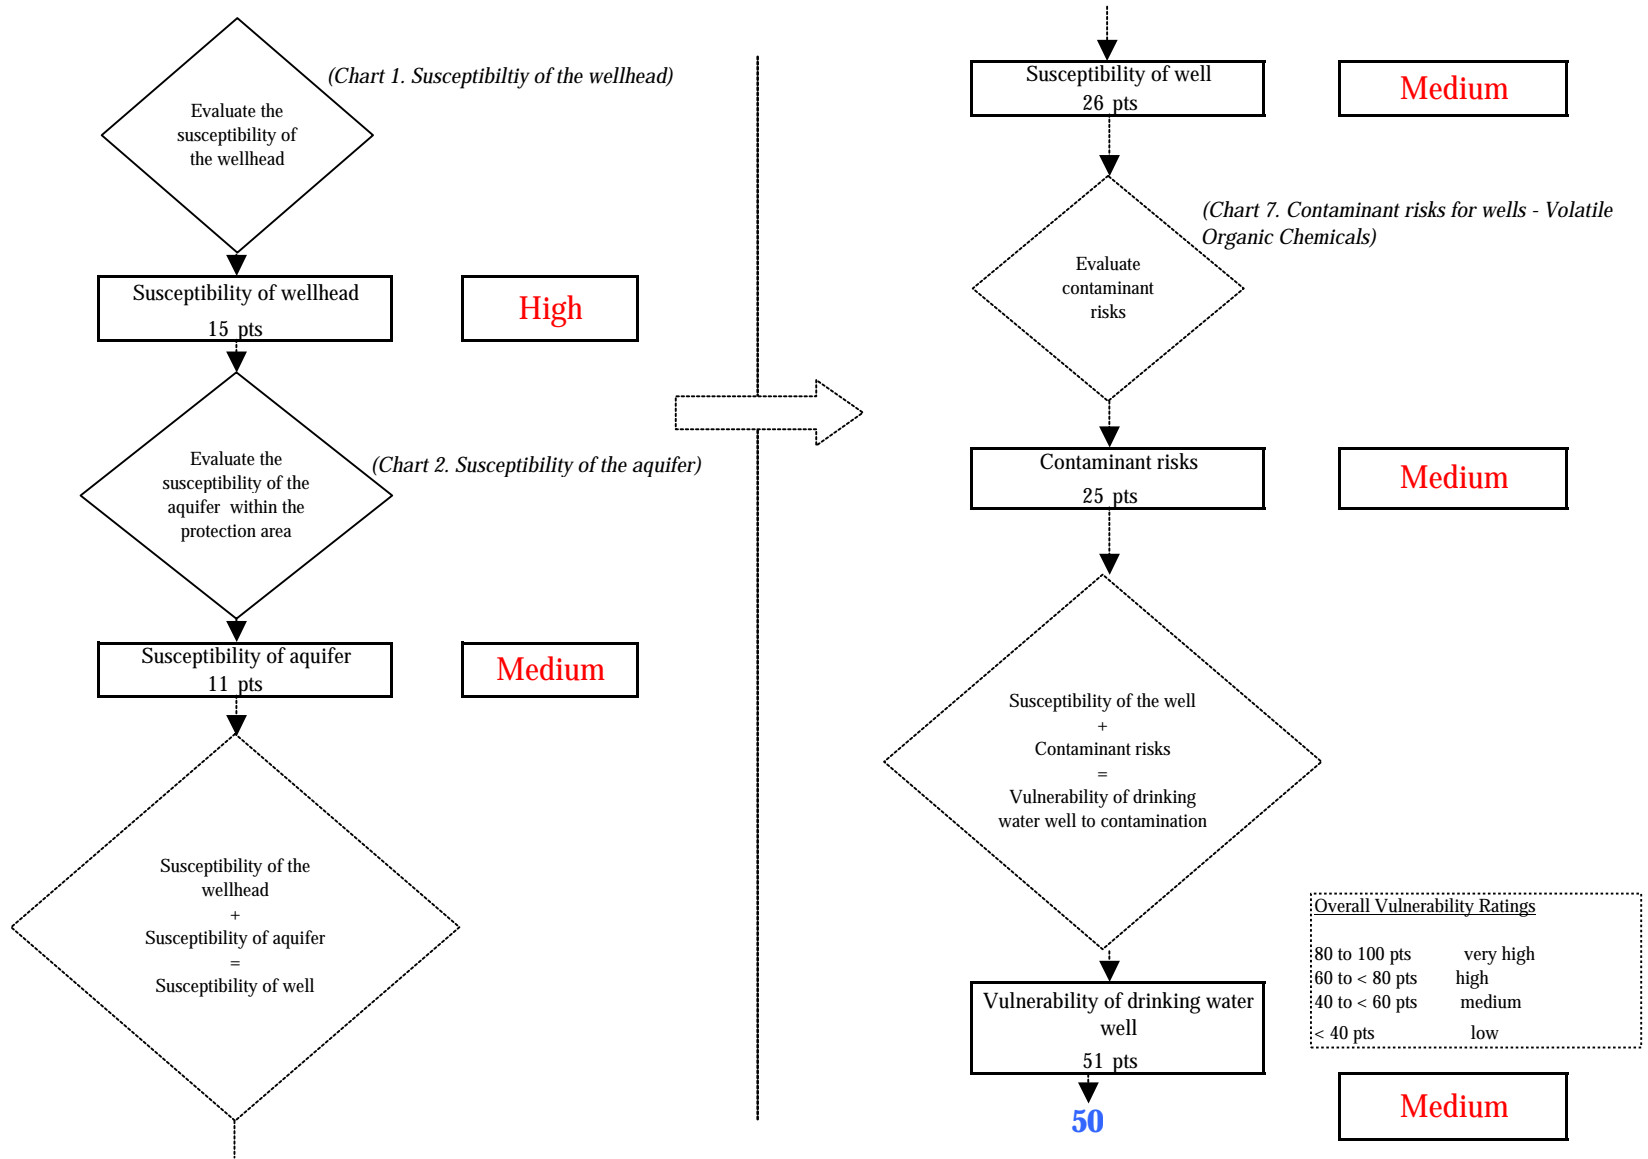 (Chart 1. Susceptibiltiy of the wellhead)
Evaluate the
susceptibility of
the wellhead
Susceptibility of wellhead
15 pts
High
Evaluate the
susceptibility of the
aquifer within the
protection area
(Chart 2. Susceptibility of the aquifer)
Susceptibility of aquifer
11 pts
Medium
Susceptibility of the
wellhead
+
Susceptibility of aquifer
=
Susceptibility of well
Susceptibility of well
26 pts
Medium
(Chart 7. Contaminant risks for wells - Volatile
Organic Chemicals)
Evaluate
contaminant
risks
Contaminant risks
25 pts
Medium
Susceptibility of the well
+
Contaminant risks
=
Vulnerability of drinking
water well to contamination
Overall Vulnerability Ratings
80 to 100 pts very high
60 to < 80 pts high
40 to < 60 pts medium
< 40 pts low
Vulnerability of drinking water
well
51 pts
50
Medium